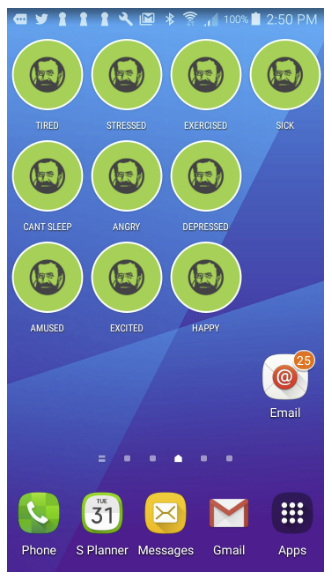 100% 2:50 PM
TIRED STRESSED EXERCISED SICK
CANT SLEEP ANGRY DEPRESSED
AMUSED EXCITED HAPPY
25
@
Email
TUE
31
Phone S Planner Messages Gmail Apps